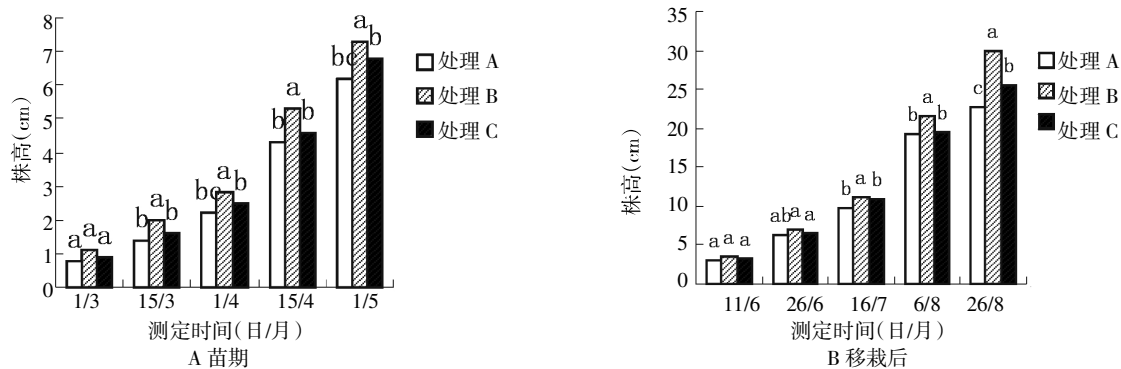 8
7
6
5
4
3
2
1
0
株高(cm)
a a a
b a b
bc a b
b a b
bc a b
1/3 15/3 1/4 15/4 1/5
测定时间(日/月)
A 苗期
处理 A
处理 B
处理 C
35
30
25
20
15
10
5
0
株高(cm)
a a a
ab a a
b a b
b a b
c a b
11/6 26/6 16/7 6/8 26/8
测定时间(日/月)
B 移栽后
处理 A
处理 B
处理 C